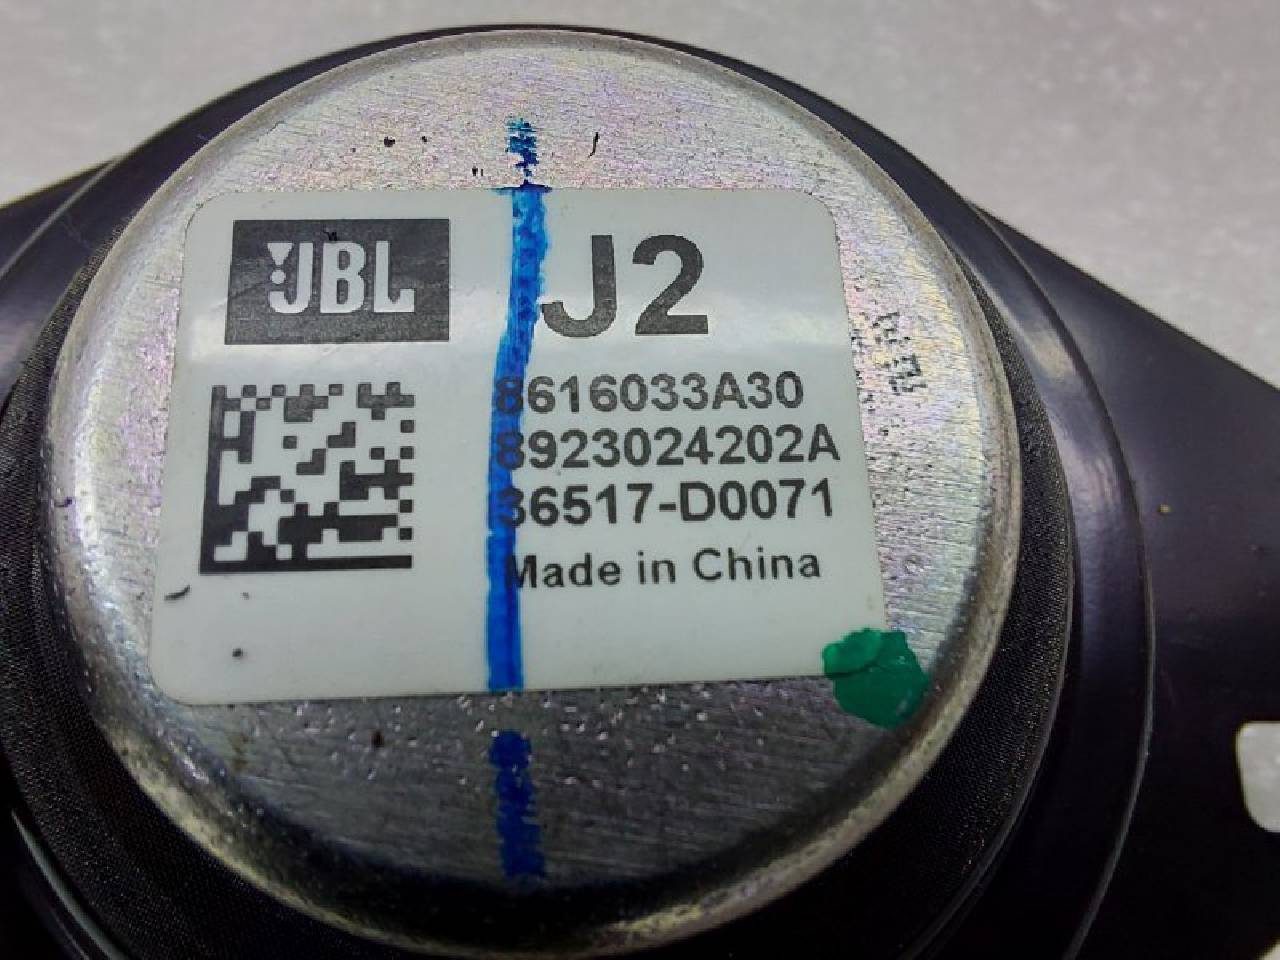 JBL
J2
8616033A30
8923024202A
36517-D0071
Made in China